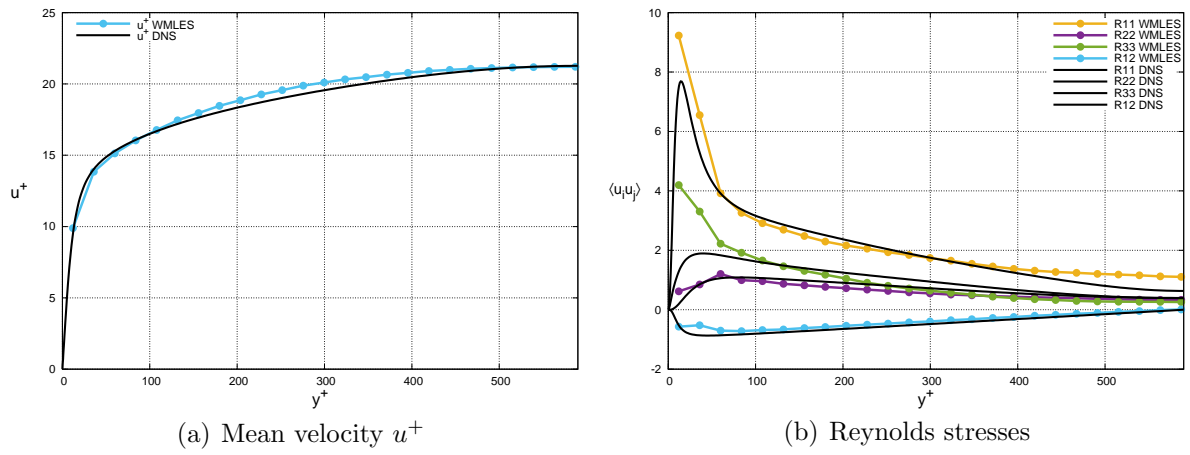 u+ WMLES
u+ DNS
25
20
15
10
5
0
u+
0
100
200
300
400
500
y+
(a) Mean velocity u+
R11 WMLES
R22 WMLES
R33 WMLES
R12 WMLES
R11 DNS
R22 DNS
R33 DNS
R12 DNS
10
8
6
4
2
0
-2
⟨uiuj⟩
0
100
200
300
400
500
y+
(b) Reynolds stresses